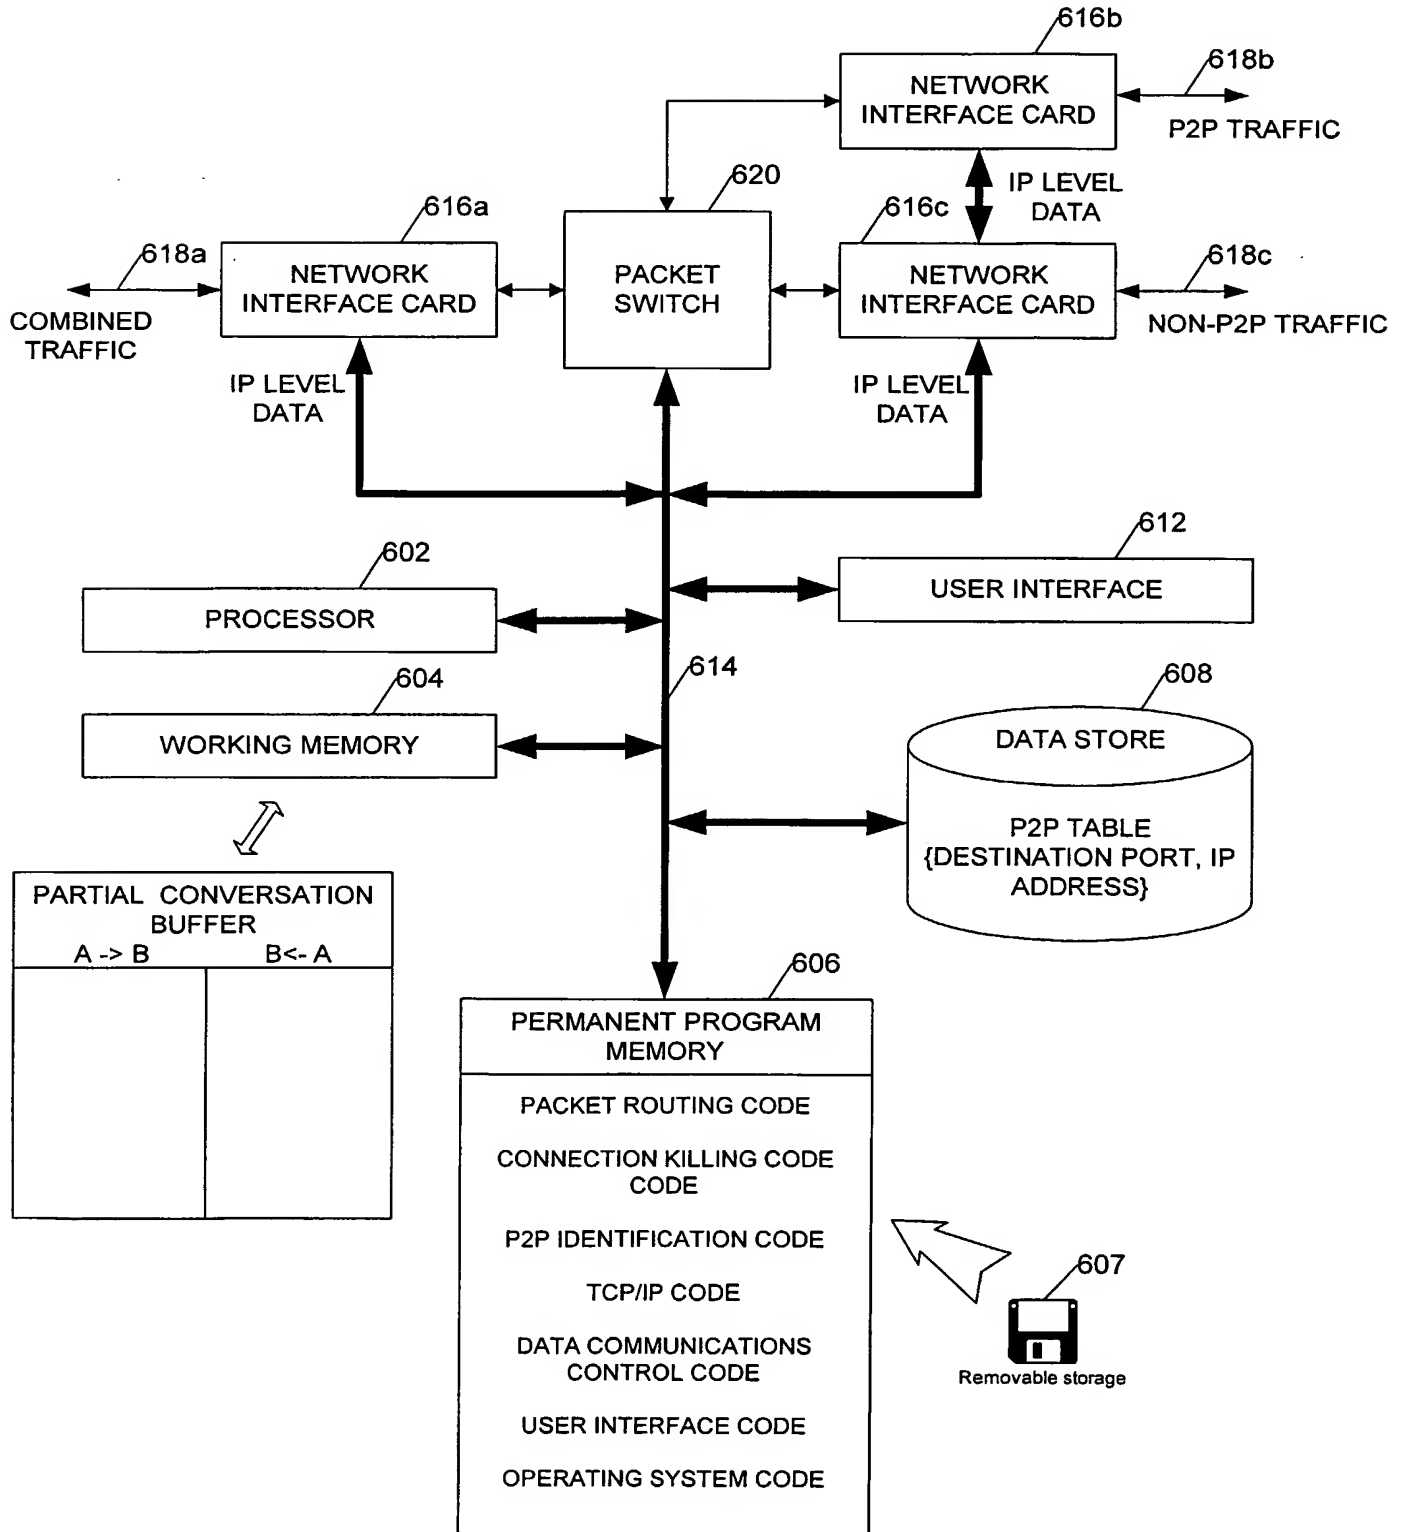 616b
618b
NETWORK
INTERFACE CARD
P2P TRAFFIC
620
IP LEVEL
DATA
616a
616c
618a
618c
NETWORK
INTERFACE CARD
PACKET
SWITCH
NETWORK
INTERFACE CARD
COMBINED
TRAFFIC
NON-P2P TRAFFIC
IP LEVEL
DATA
IP LEVEL
DATA
612
602
USER INTERFACE
PROCESSOR
614
604
608
WORKING MEMORY
DATA STORE
P2P TABLE
{DESTINATION PORT, IP
ADDRESS}
PARTIAL CONVERSATION
BUFFER
A -> B
B<- A
606
PERMANENT PROGRAM
MEMORY
PACKET ROUTING CODE
CONNECTION KILLING CODE
CODE
P2P IDENTIFICATION CODE
607
TCP/IP CODE
DATA COMMUNICATIONS
CONTROL CODE
Removable storage
USER INTERFACE CODE
OPERATING SYSTEM CODE